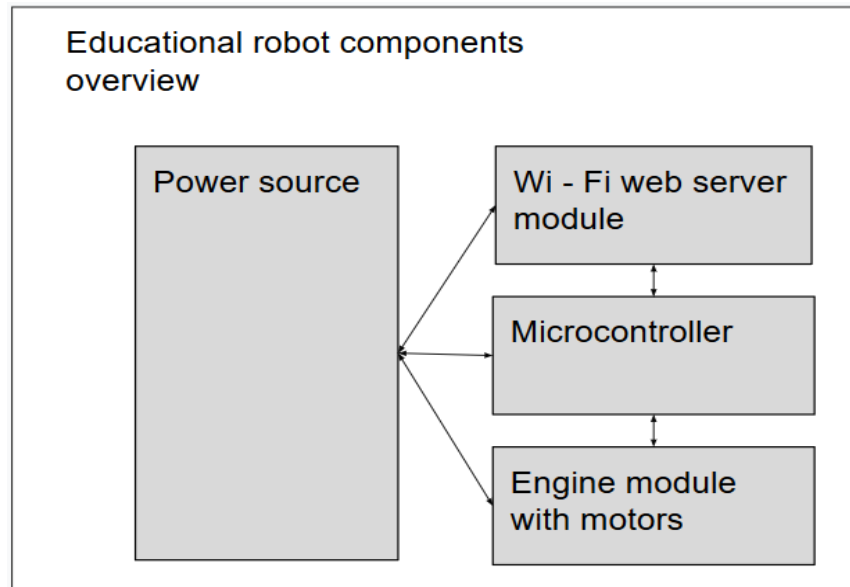 Educational robot components
overview
Power source
Wi - Fi web server
module
Microcontroller
Engine module
with motors